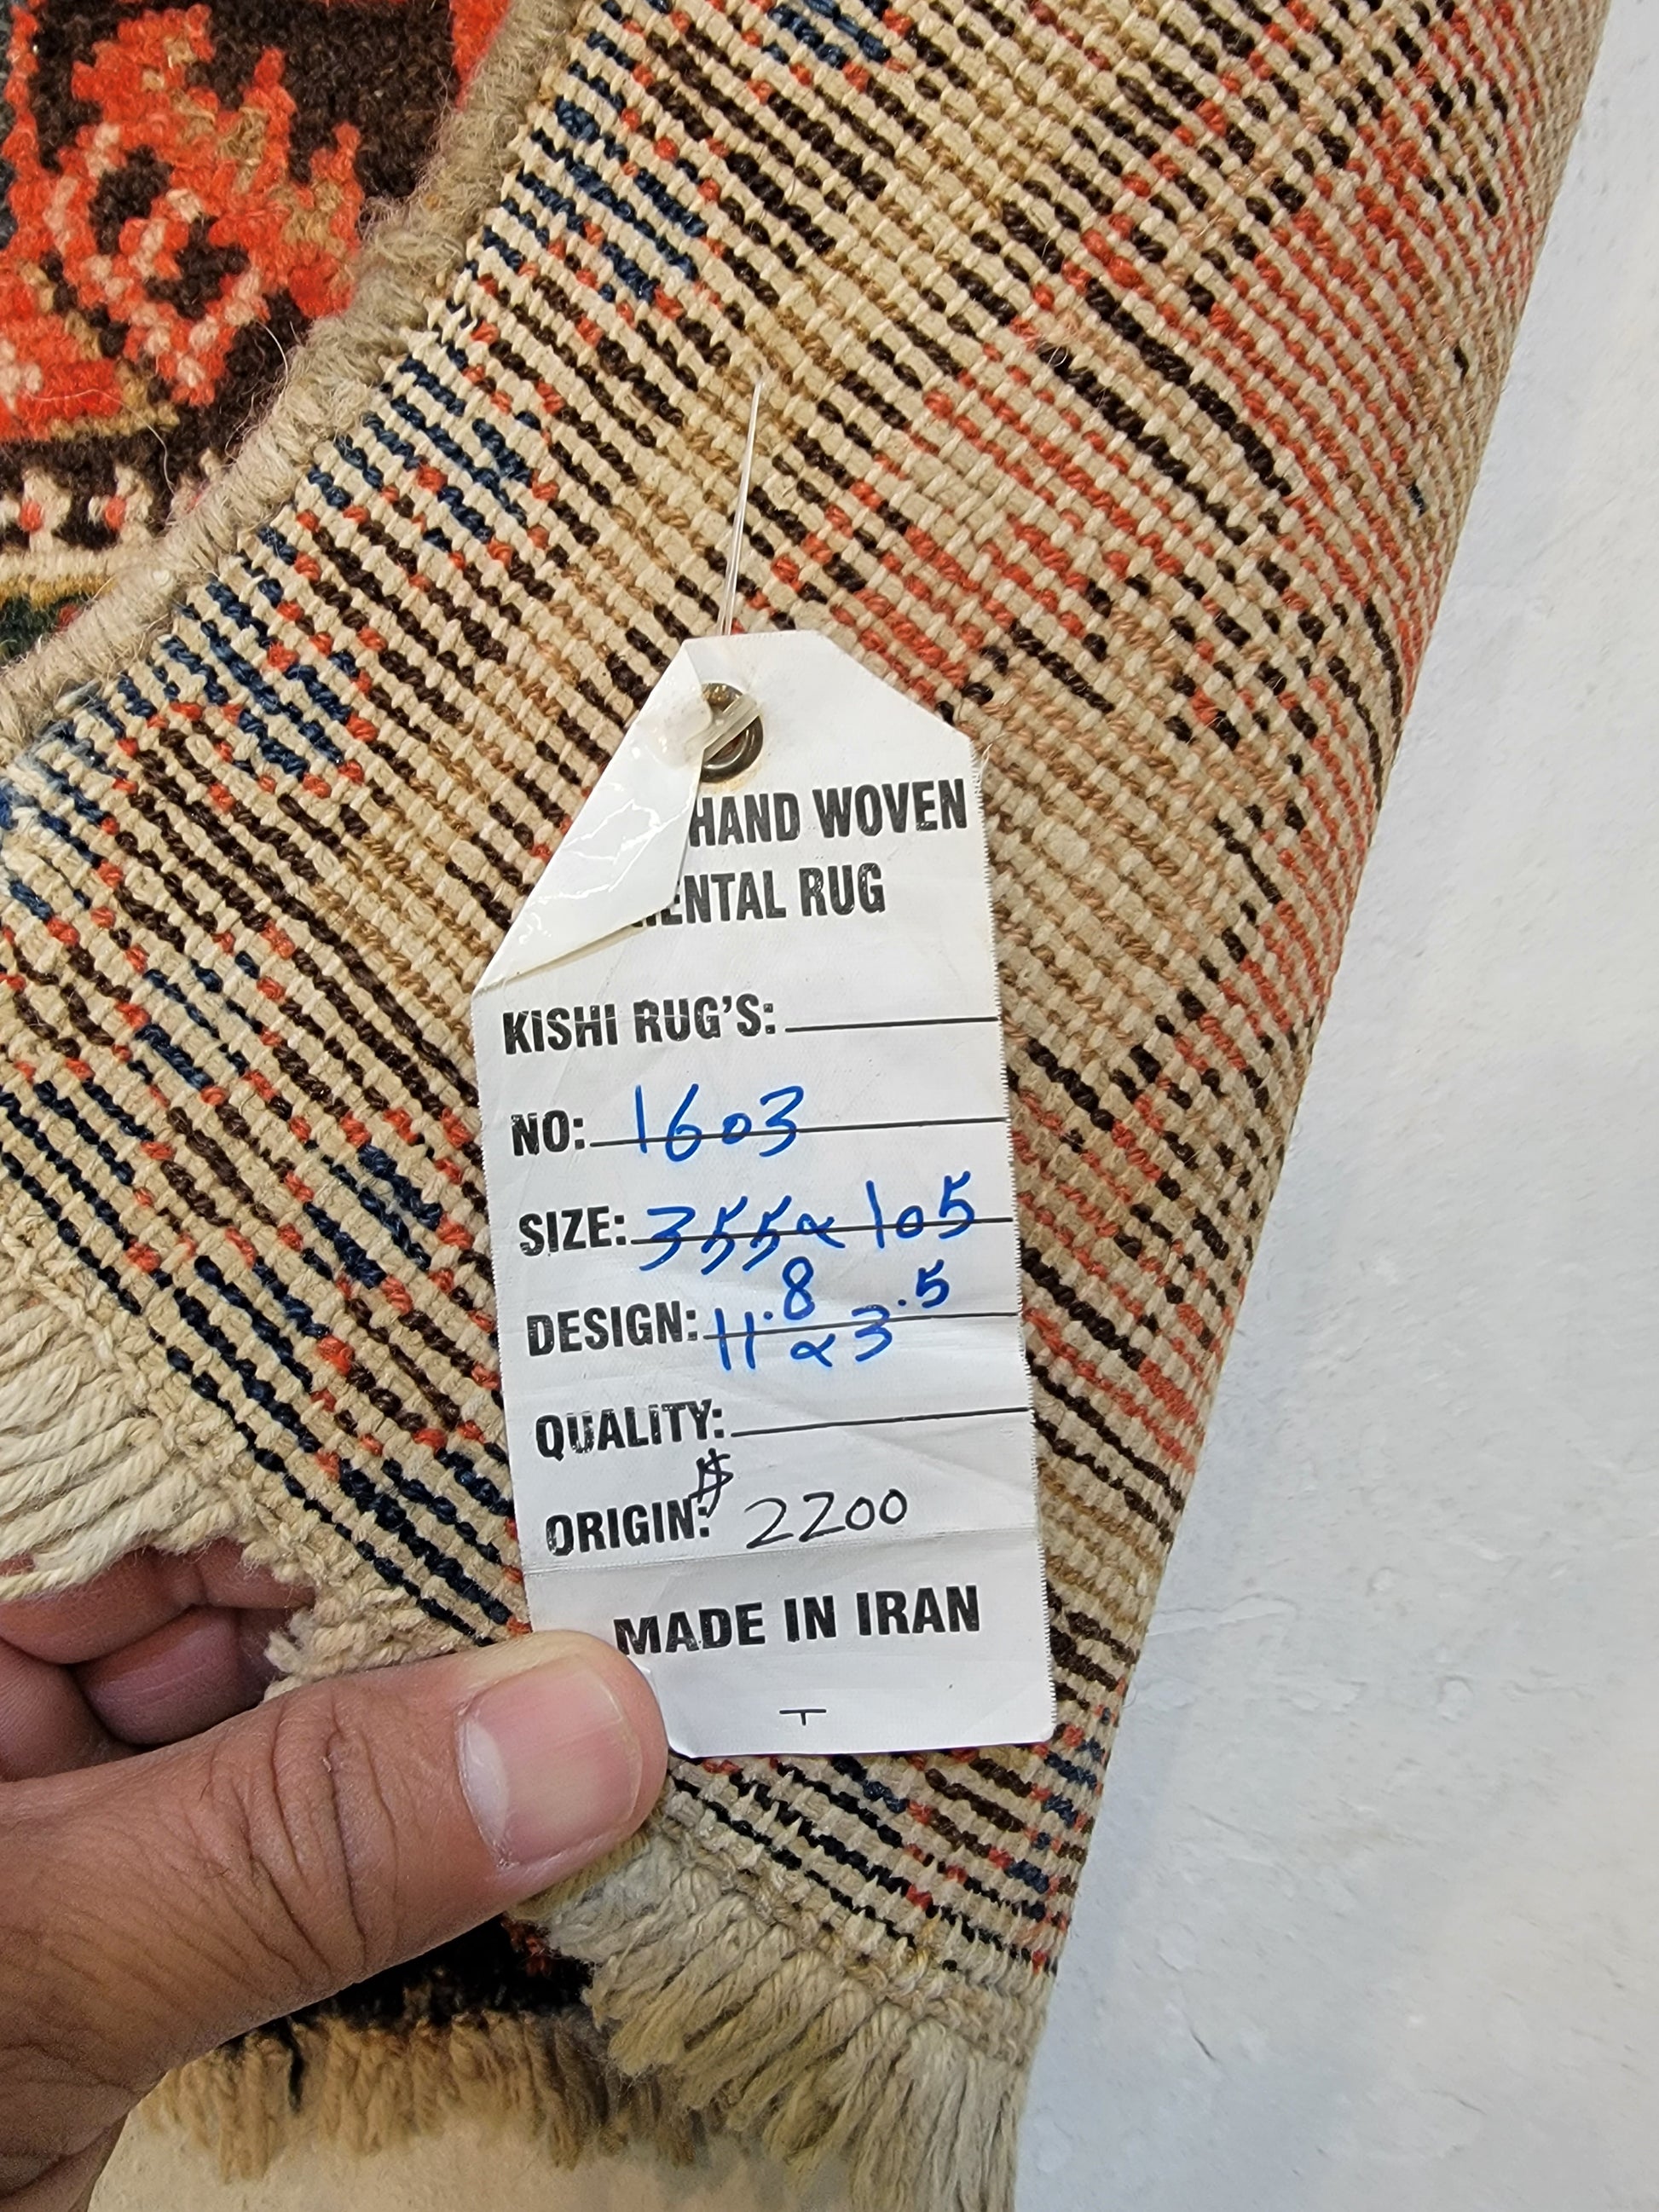 HAND WOVEN
RUG
KISHI RUG'S:
NO: 1603
SIZE: 355 x 105
DESIGN: 11.8 x 3.5
QUALITY:
ORIGIN: $ 2200
MADE IN IRAN